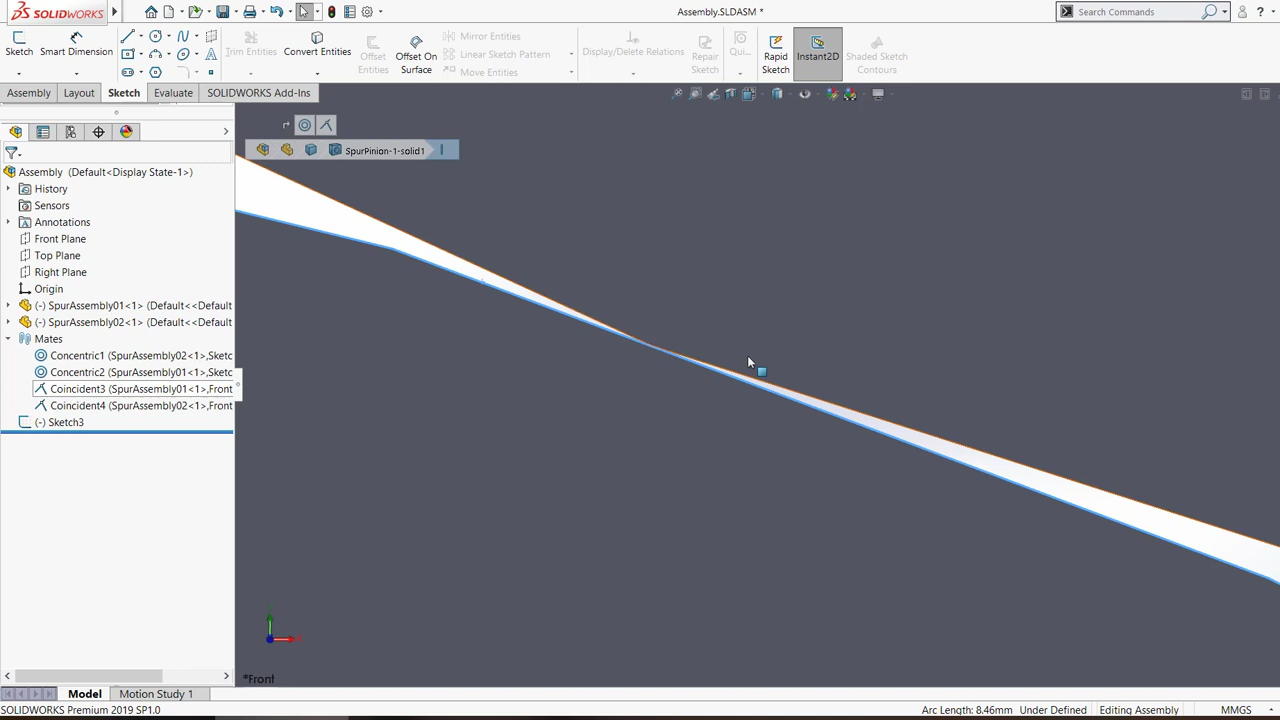 SOLIDWORKS
Assembly.SLDASM *
Search Commands
?
Sketch
Smart Dimension
Trim Entities
Convert Entities
Offset Entities
Offset On Surface
Mirror Entities
Linear Sketch Pattern
Move Entities
Display/Delete Relations
Repair Sketch
Qui...
Rapid Sketch
Instant2D
Shaded Sketch Contours
Assembly
Layout
Sketch
Evaluate
SOLIDWORKS Add-Ins
SpurPinion-1-solid1
Assembly (Default<Display State-1>)
History
Sensors
Annotations
Front Plane
Top Plane
Right Plane
Origin
(-) SpurAssembly01<1> (Default<<Default
(-) SpurAssembly02<1> (Default<<Default
Mates
Concentric1 (SpurAssembly02<1>,Sketc
Concentric2 (SpurAssembly02<1>,Sketc
Coincident3 (SpurAssembly01<1>,Front
Coincident4 (SpurAssembly02<1>,Front
(-) Sketch3
*Front
Model
Motion Study 1
SOLIDWORKS Premium 2019 SP1.0
Arc Length: 8.46mm
Under Defined
Editing Assembly
MMGS